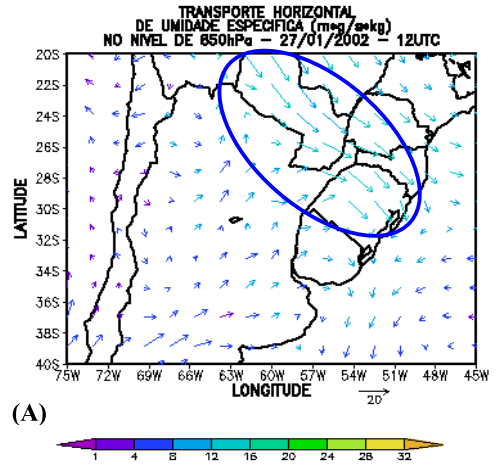 TRANSPORTE HORIZONTAL
DE UMIDADE ESPECIFICA (m*g/s*kg)
NO NIVEL DE 850hPa - 27/01/2002 - 12UTC
20S
22S
24S
26S
28S
30S
32S
34S
36S
38S
40S
LATITUDE
75W 72W 69W 66W 63W 60W 57W 54W 51W 48W 45W
LONGITUDE
20
(A)
1 4 8 12 16 20 24 28 32